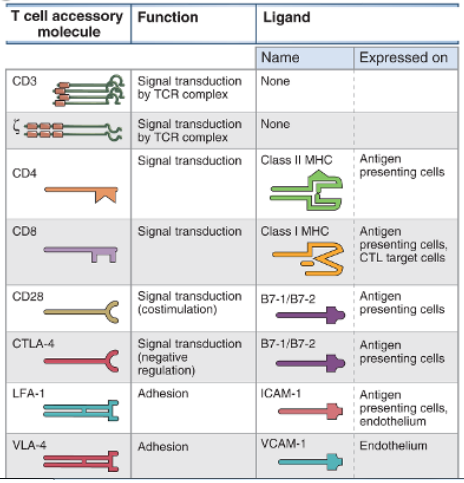 T cell accessory molecule | Function | Ligand
Name | Expressed on
CD3 | Signal transduction by TCR complex | None
ζ | Signal transduction by TCR complex | None
CD4 | Signal transduction | Class II MHC | Antigen presenting cells
CD8 | Signal transduction | Class I MHC | Antigen presenting cells, CTL target cells
CD28 | Signal transduction (costimulation) | B7-1/B7-2 | Antigen presenting cells
CTLA-4 | Signal transduction (negative regulation) | B7-1/B7-2 | Antigen presenting cells
LFA-1 | Adhesion | ICAM-1 | Antigen presenting cells, endothelium
VLA-4 | Adhesion | VCAM-1 | Endothelium